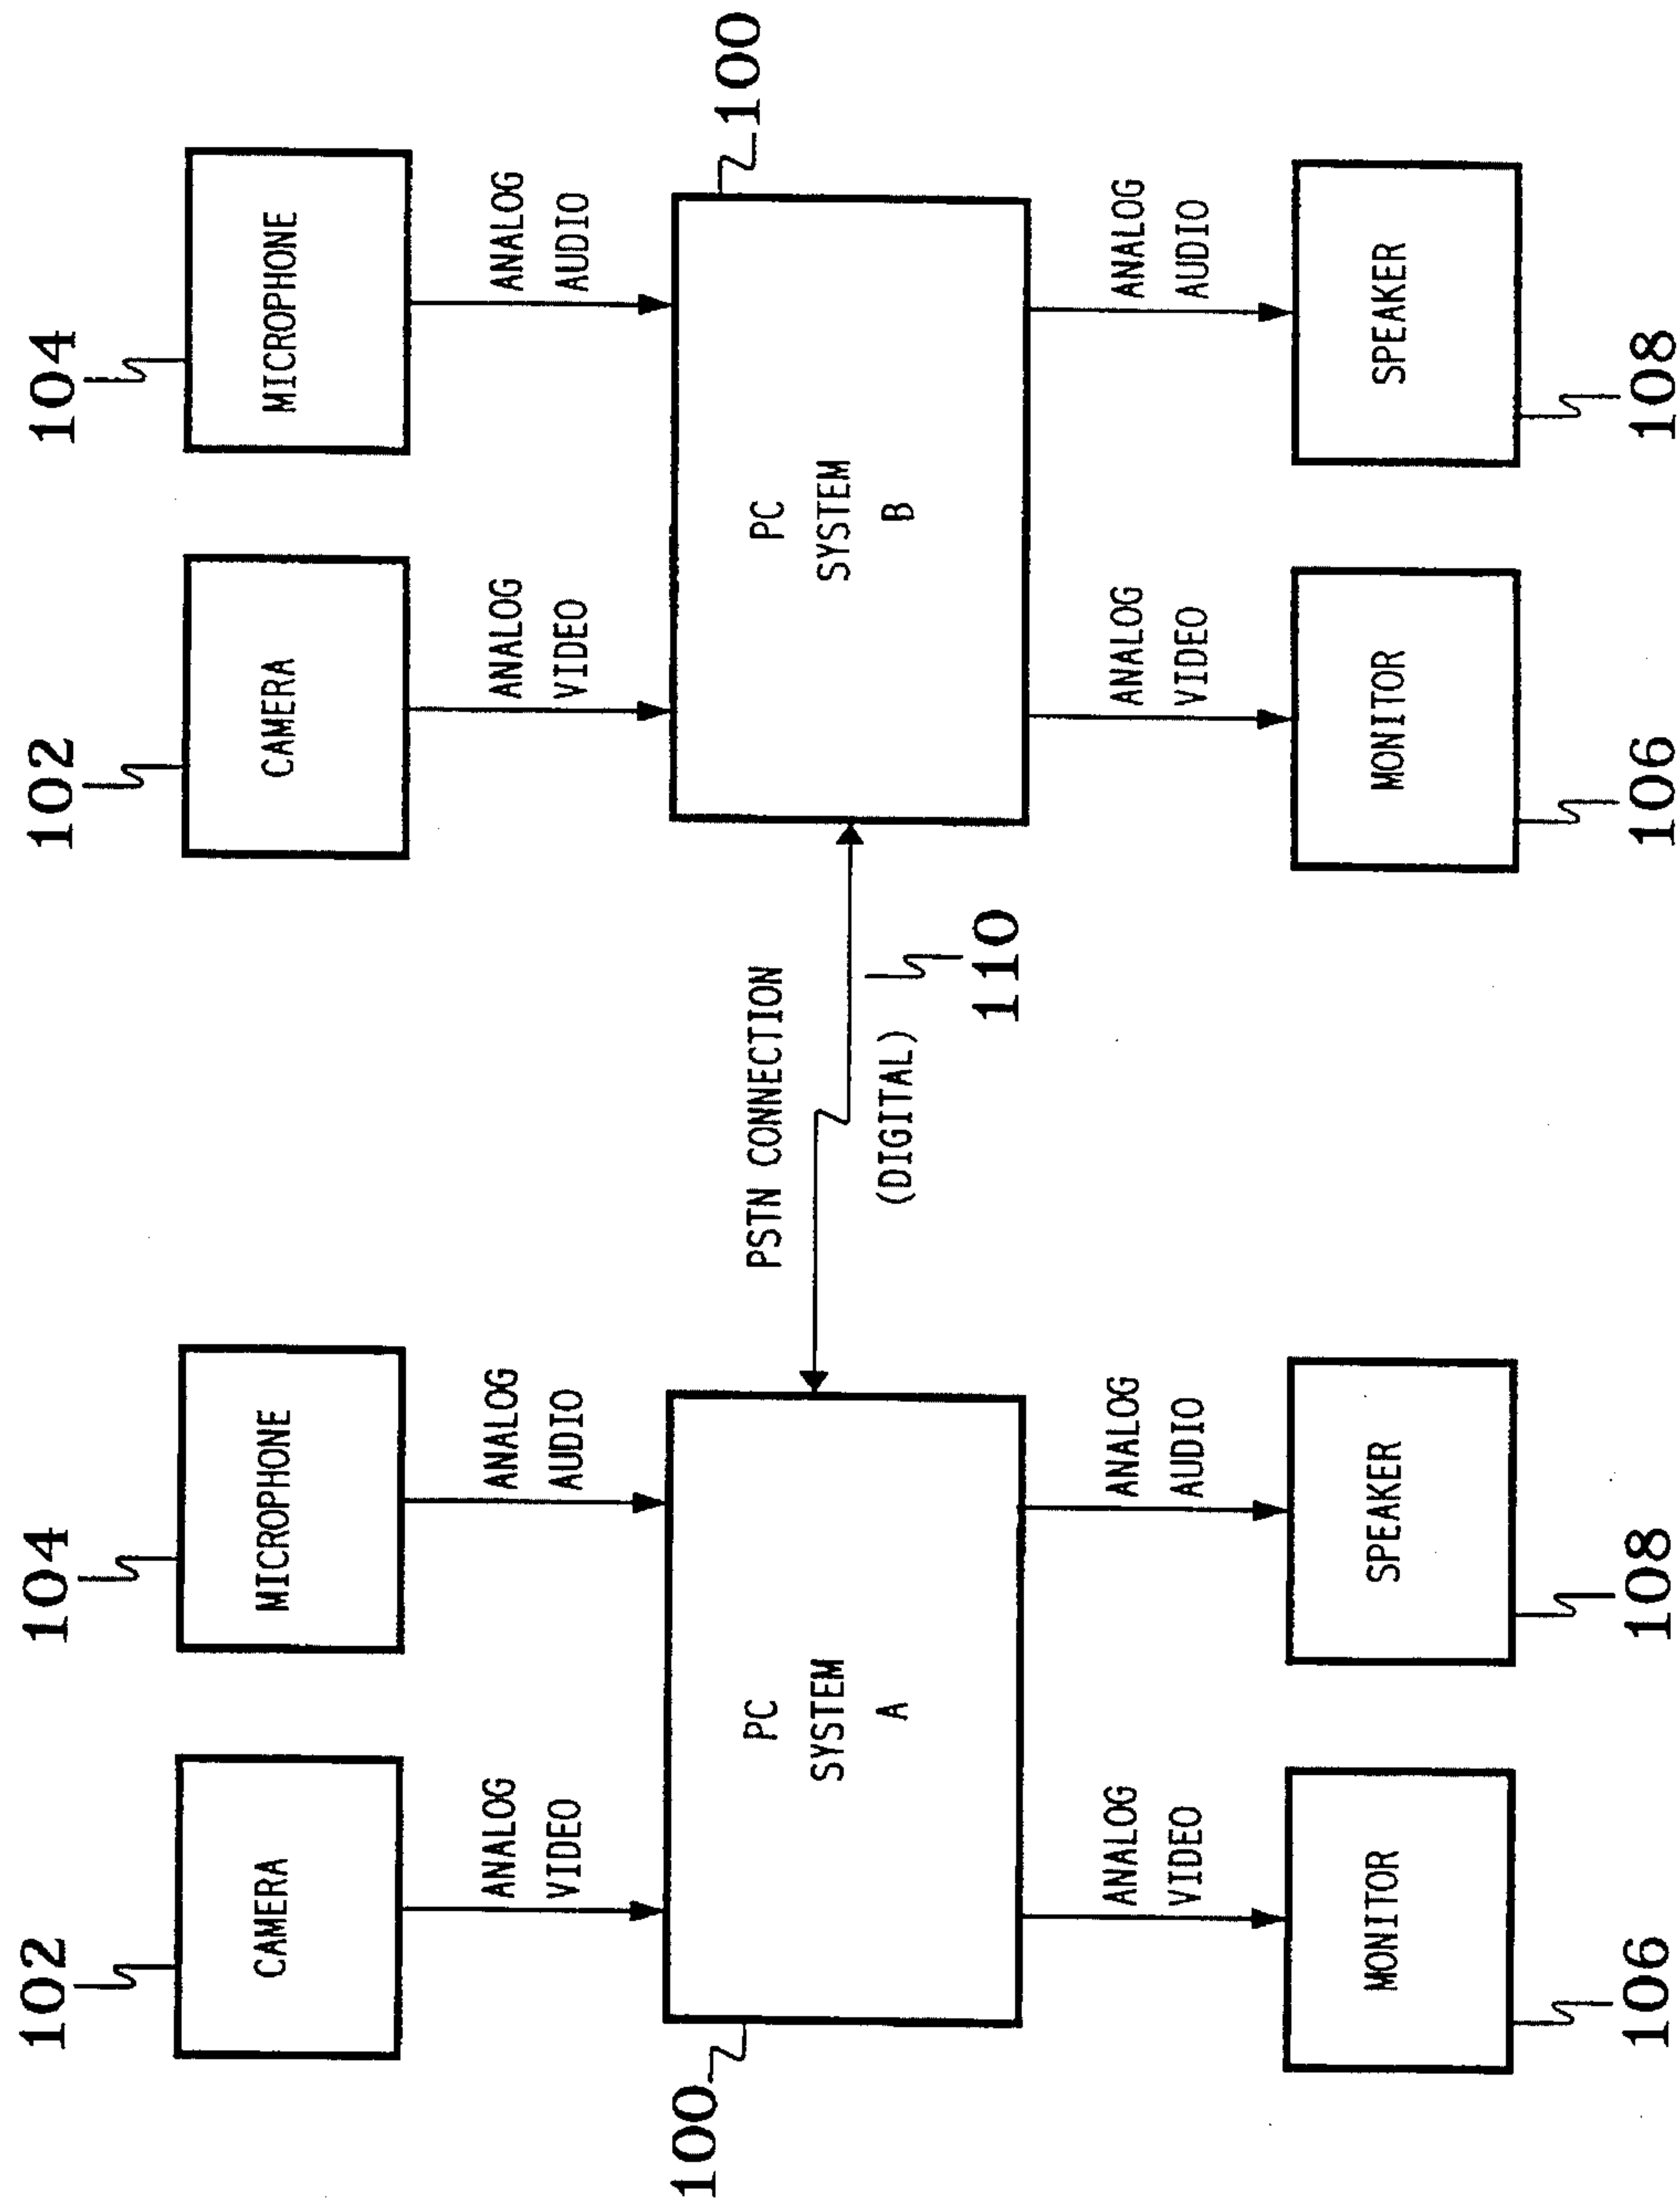 102
104
102
104
CAMERA
MICROPHONE
CAMERA
MICROPHONE
ANALOG
VIDEO
ANALOG
AUDIO
ANALOG
VIDEO
ANALOG
AUDIO
100
PC
SYSTEM
A
PSTN CONNECTION
(DIGITAL)
110
PC
SYSTEM
B
100
ANALOG
VIDEO
ANALOG
AUDIO
ANALOG
VIDEO
ANALOG
AUDIO
MONITOR
SPEAKER
MONITOR
SPEAKER
106
108
106
108